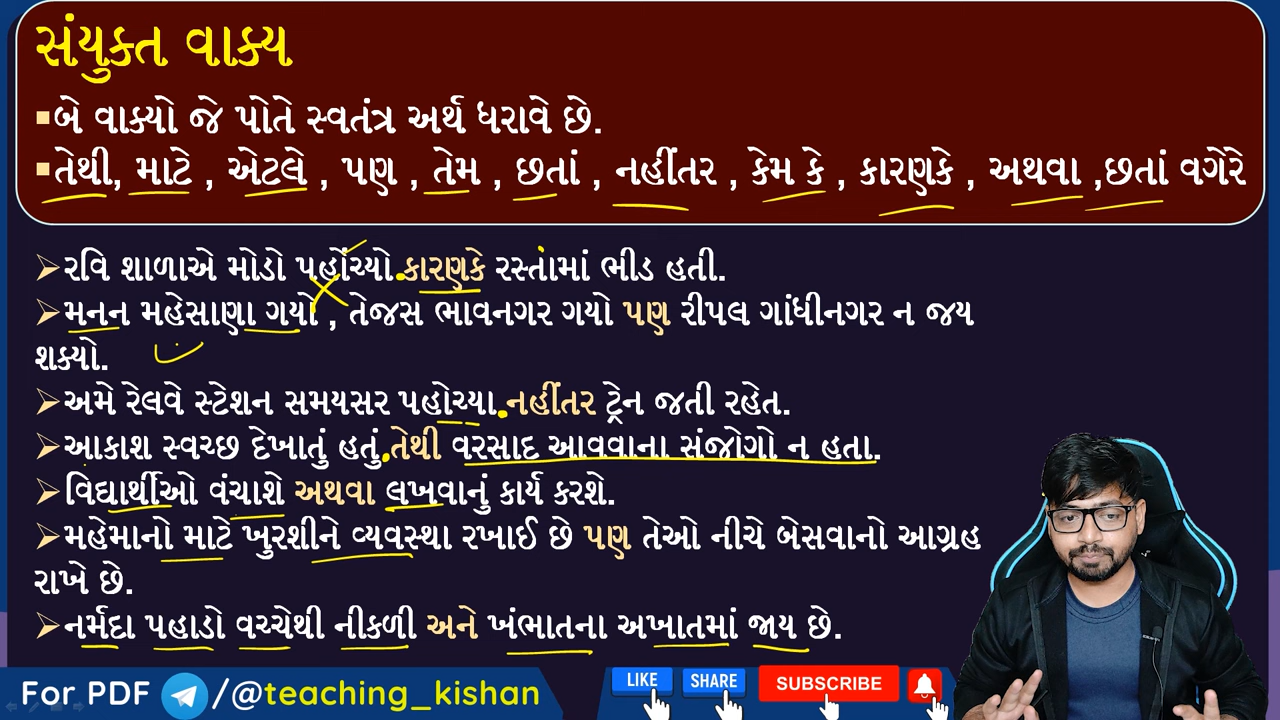 સંયુક્ત વાક્ય
▪બે વાક્યો જે પોતે સ્વતંત્ર અર્થ ધરાવે છે.
▪તેથી, માટે , એટલે , પણ , તેમ , છતાં , નહીંતર , કેમ કે , કારણકે , અથવા ,છતાં વગેરે
➢રવિ શાળાએ મોડો પહોંચ્યો કારણકે રસ્તામાં ભીડ હતી.
➢મનન મહેસાણા ગયો , તેજસ ભાવનગર ગયો પણ રીપલ ગાંધીનગર ન જય
શક્યો.
➢અમે રેલવે સ્ટેશન સમયસર પહોચ્યા નહીંતર ટ્રેન જતી રહેત.
➢આકાશ સ્વચ્છ દેખાતું હતું તેથી વરસાદ આવવાના સંજોગો ન હતા.
➢વિદ્યાર્થીઓ વંચાશે અથવા લખવાનું કાર્ય કરશે.
➢મહેમાનો માટે ખુરશીને વ્યવસ્થા રખાઈ છે પણ તેઓ નીચે બેસવાનો આગ્રહ
રાખે છે.
➢નર્મદા પહાડો વચ્ચેથી નીકળી અને ખંભાતના અખાતમાં જાય છે.
For PDF /@teaching_kishan
LIKE SHARE SUBSCRIBE